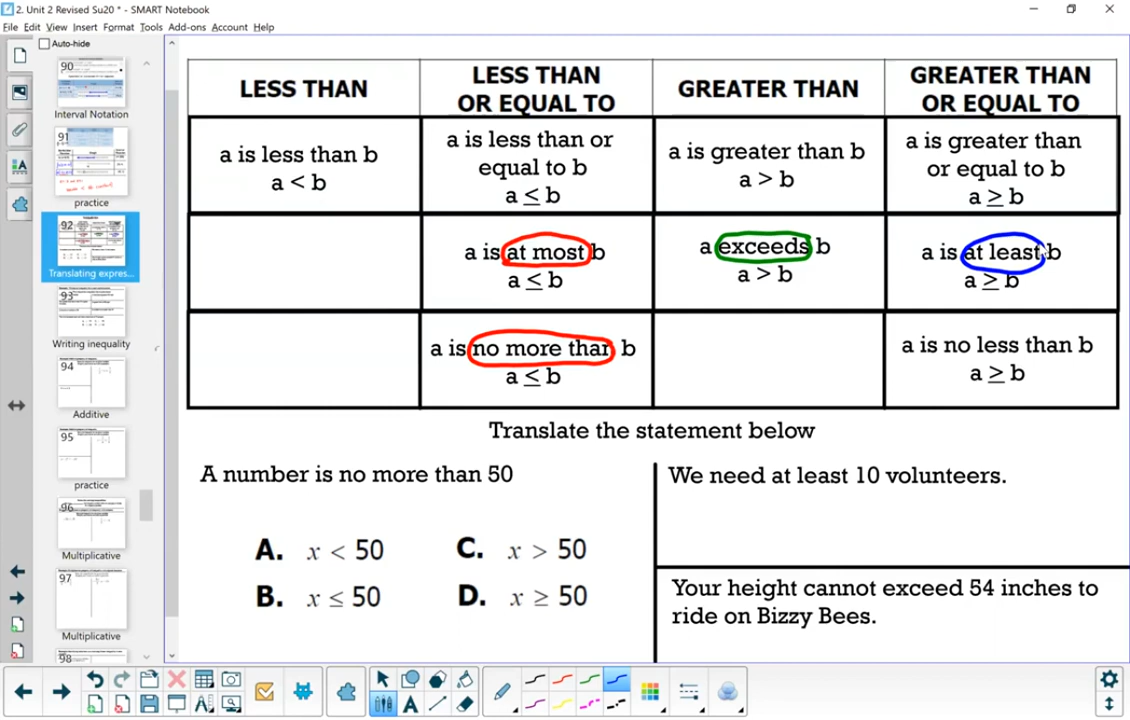 2. Unit 2 Revised Su20 * - SMART Notebook
File Edit View Insert Format Tools Add-ons Account Help
Auto-hide
90
Interval Notation
91
practice
92
Translating expres...
93
Writing inequality
94
Additive
95
practice
96
Multiplicative
97
Multiplicative
98
LESS THAN
LESS THAN
OR EQUAL TO
GREATER THAN
GREATER THAN
OR EQUAL TO
a is less than b
a < b
a is less than or
equal to b
a ≤ b
a is greater than b
a > b
a is greater than
or equal to b
a ≥ b
a is at most b
a ≤ b
a exceeds b
a > b
a is at least b
a ≥ b
a is no more than b
a ≤ b
a is no less than b
a ≥ b
Translate the statement below
A number is no more than 50
A. x < 50
B. x ≤ 50
C. x > 50
D. x ≥ 50
We need at least 10 volunteers.
Your height cannot exceed 54 inches to
ride on Bizzy Bees.